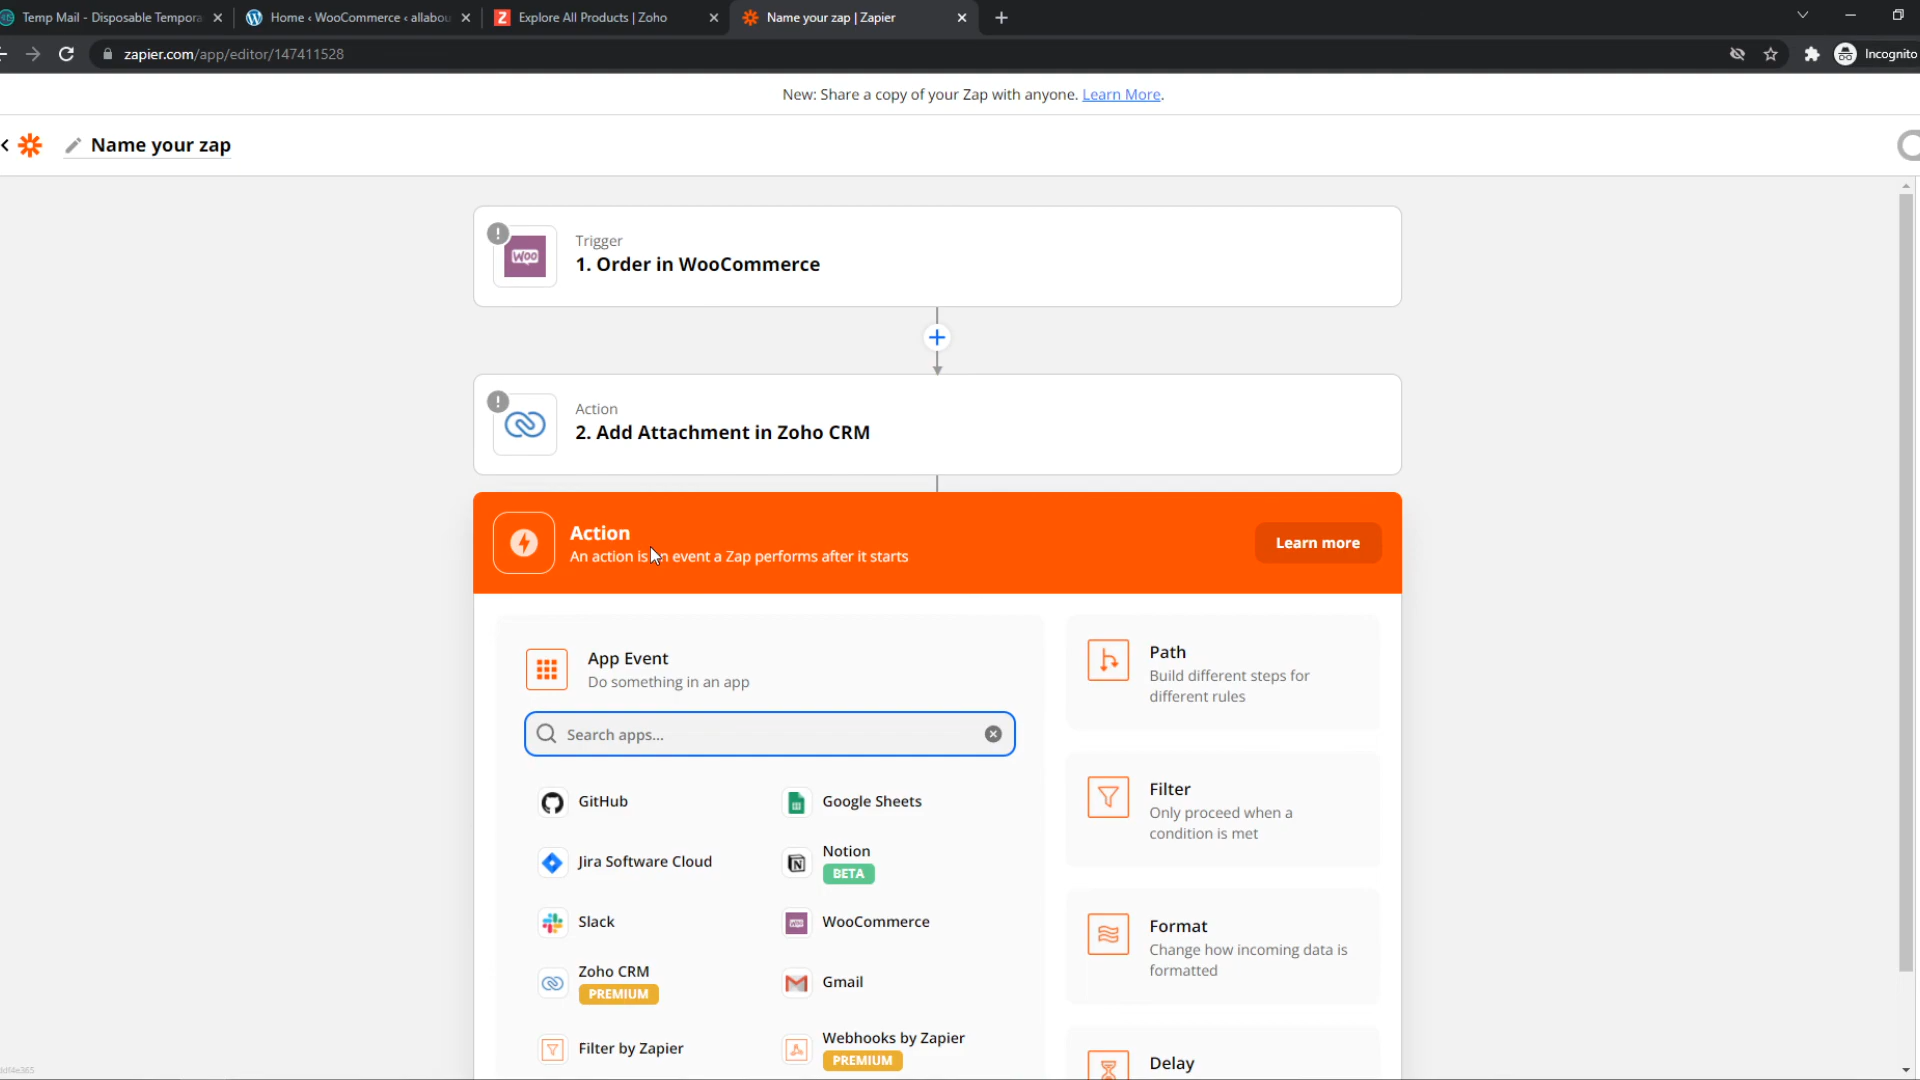 Temp Mail - Disposable Tempora
Home ‹ WooCommerce ‹ allabou
Explore All Products | Zoho
Name your zap | Zapier
zapier.com/app/editor/147411528
Incognito
New: Share a copy of your Zap with anyone. Learn More.
Name your zap
WOO
Trigger
1. Order in WooCommerce
Action
2. Add Attachment in Zoho CRM
Action
An action is an event a Zap performs after it starts
Learn more
App Event
Do something in an app
Search apps...
GitHub
Google Sheets
Jira Software Cloud
Notion
BETA
Slack
WooCommerce
Zoho CRM
PREMIUM
Gmail
Filter by Zapier
Webhooks by Zapier
PREMIUM
Path
Build different steps for
different rules
Filter
Only proceed when a
condition is met
Format
Change how incoming data is
formatted
Delay